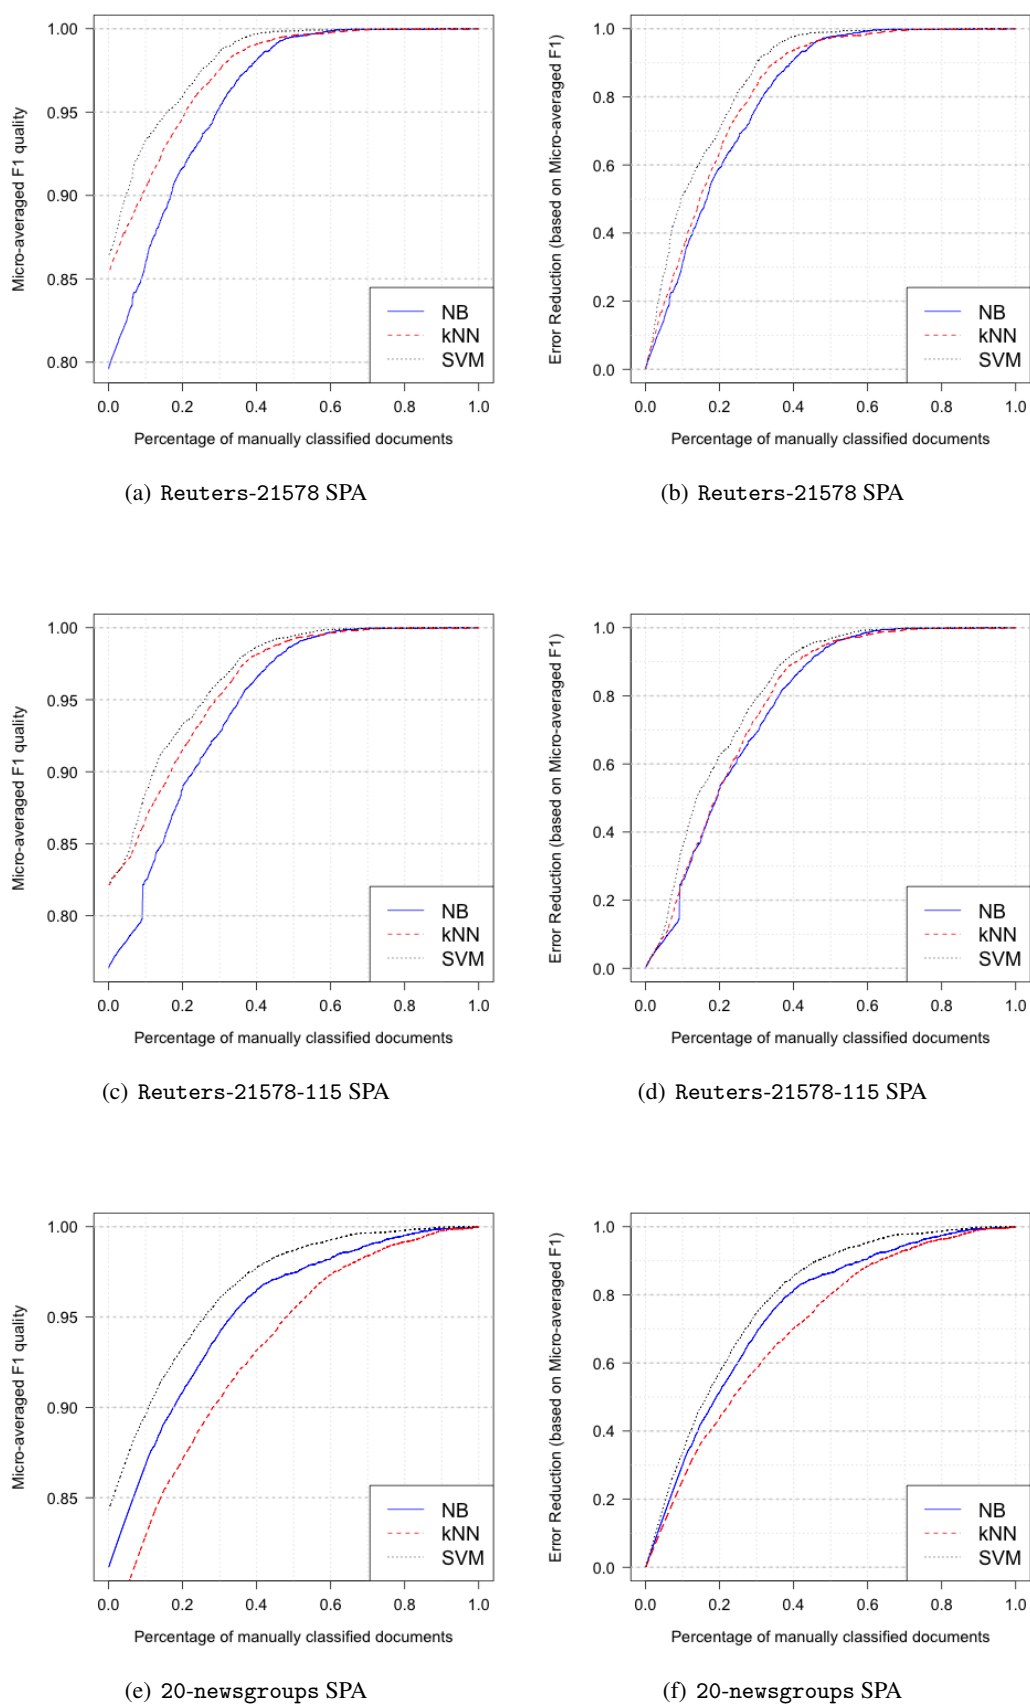 Micro-averaged F1 quality
1.00
0.95
0.90
0.85
0.80
NB
kNN
SVM
0.0 0.2 0.4 0.6 0.8 1.0
Percentage of manually classified documents
(a) Reuters-21578 SPA
Error Reduction (based on Micro-averaged F1)
1.0
0.8
0.6
0.4
0.2
0.0
NB
kNN
SVM
0.0 0.2 0.4 0.6 0.8 1.0
Percentage of manually classified documents
(b) Reuters-21578 SPA
Micro-averaged F1 quality
1.00
0.95
0.90
0.85
0.80
NB
kNN
SVM
0.0 0.2 0.4 0.6 0.8 1.0
Percentage of manually classified documents
(c) Reuters-21578-115 SPA
Error Reduction (based on Micro-averaged F1)
1.0
0.8
0.6
0.4
0.2
0.0
NB
kNN
SVM
0.0 0.2 0.4 0.6 0.8 1.0
Percentage of manually classified documents
(d) Reuters-21578-115 SPA
Micro-averaged F1 quality
1.00
0.95
0.90
0.85
NB
kNN
SVM
0.0 0.2 0.4 0.6 0.8 1.0
Percentage of manually classified documents
(e) 20-newsgroups SPA
Error Reduction (based on Micro-averaged F1)
1.0
0.8
0.6
0.4
0.2
0.0
NB
kNN
SVM
0.0 0.2 0.4 0.6 0.8 1.0
Percentage of manually classified documents
(f) 20-newsgroups SPA